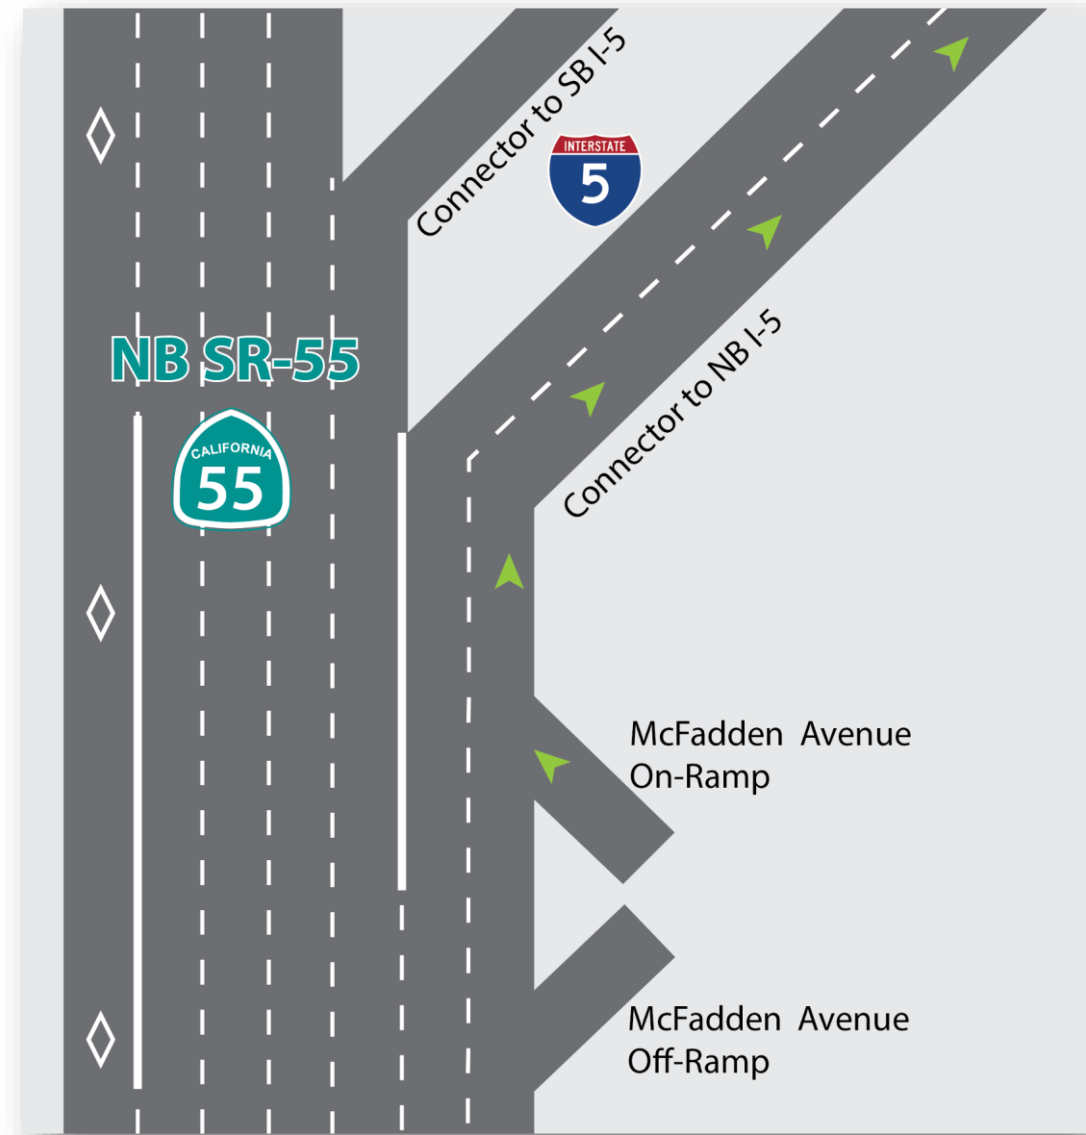 Connector to SB I-5
INTERSTATE
5
NB SR-55
Connector to NB I-5
CALIFORNIA
55
McFadden Avenue
On-Ramp
McFadden Avenue
Off-Ramp